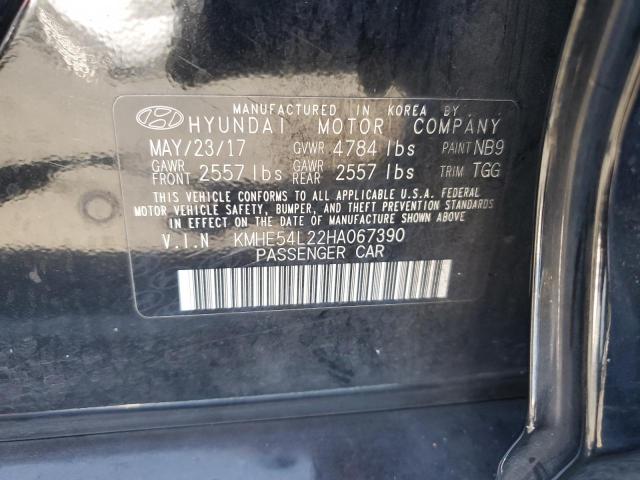 MANUFACTURED IN KOREA BY
HYUNDAI MOTOR COMPANY
MAY/23/17 GVWR 4784 lbs PAINT NB9
GAWR FRONT 2557 lbs GAWR REAR 2557 lbs TRIM TGG
THIS VEHICLE CONFORMS TO ALL APPLICABLE U.S.A. FEDERAL
MOTOR VEHICLE SAFETY, BUMPER, AND THEFT PREVENTION STANDARDS
IN EFFECT ON THE DATE OF MANUFACTURE SHOWN ABOVE.
V.I.N KMHE54L22HA067390
PASSENGER CAR